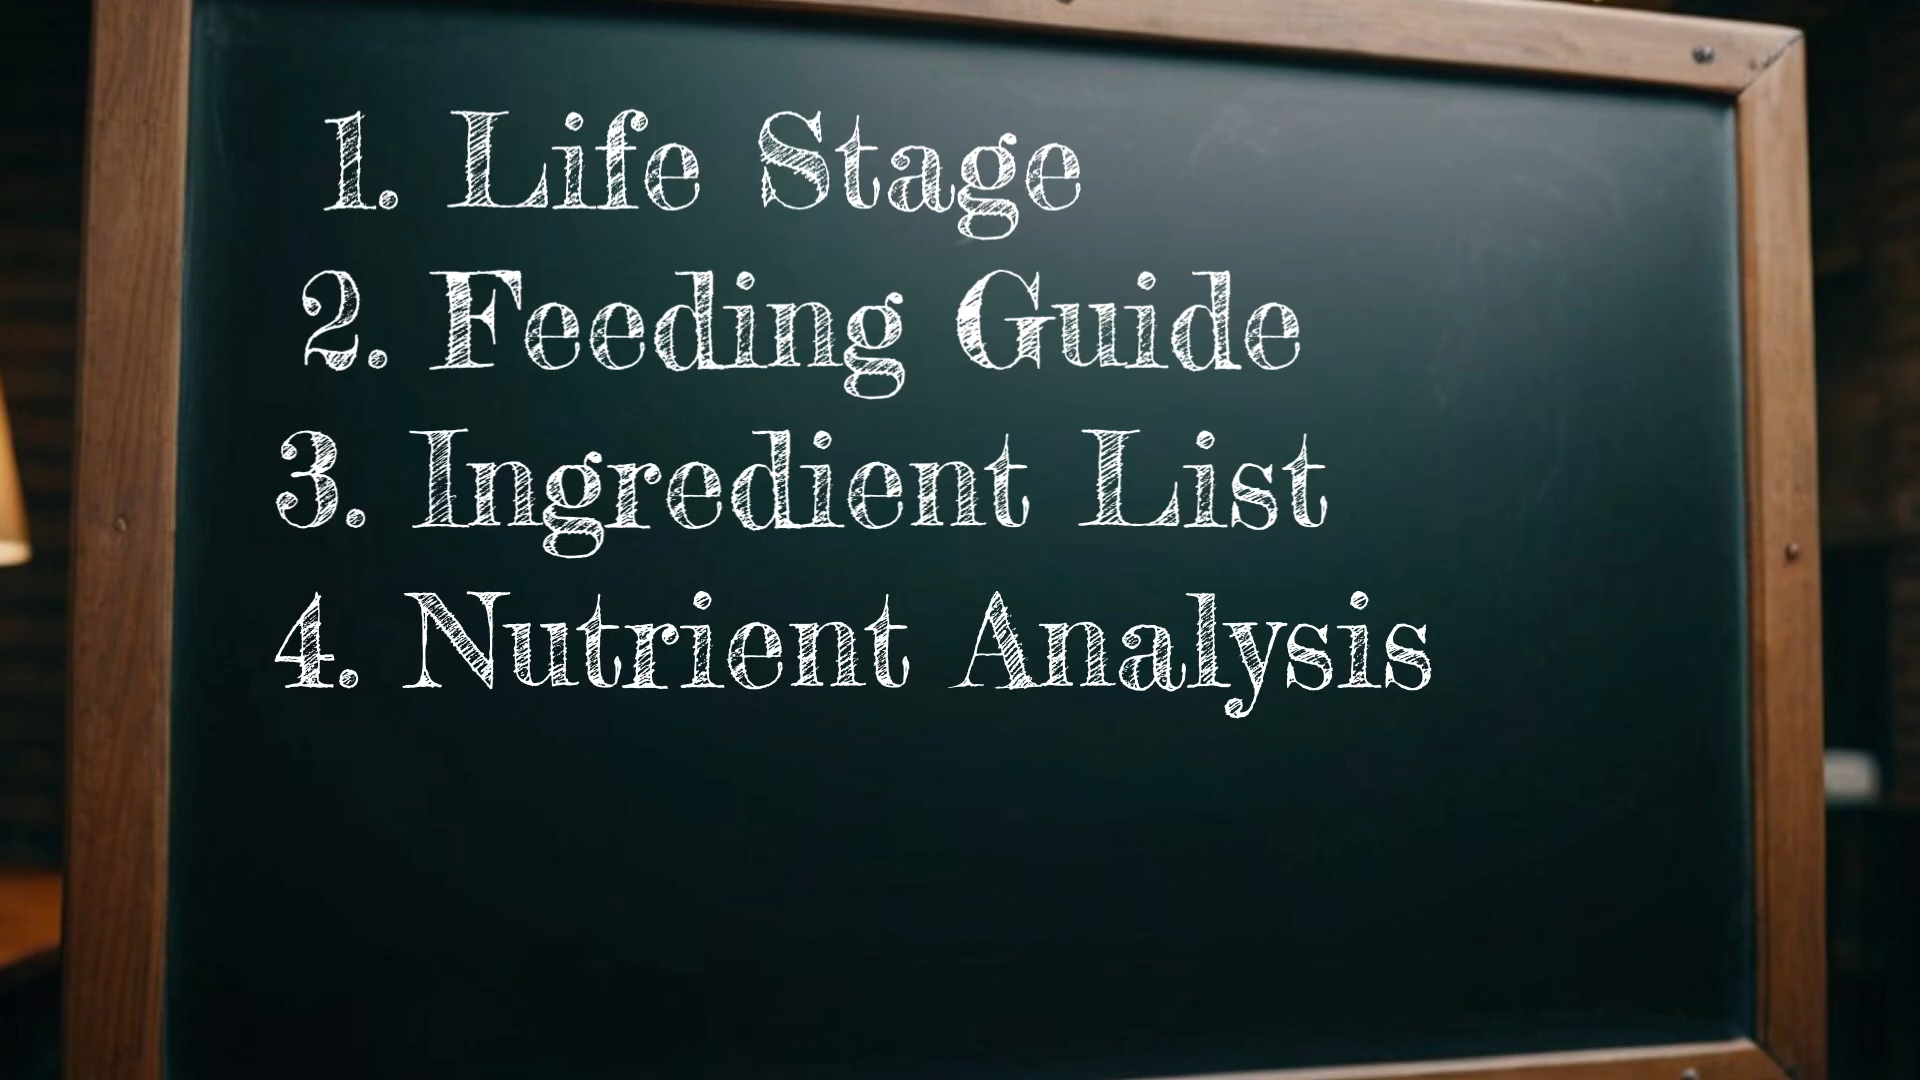 1. Life Stage
2. Feeding Guide
3. Ingredient List
4. Nutrient Analysis